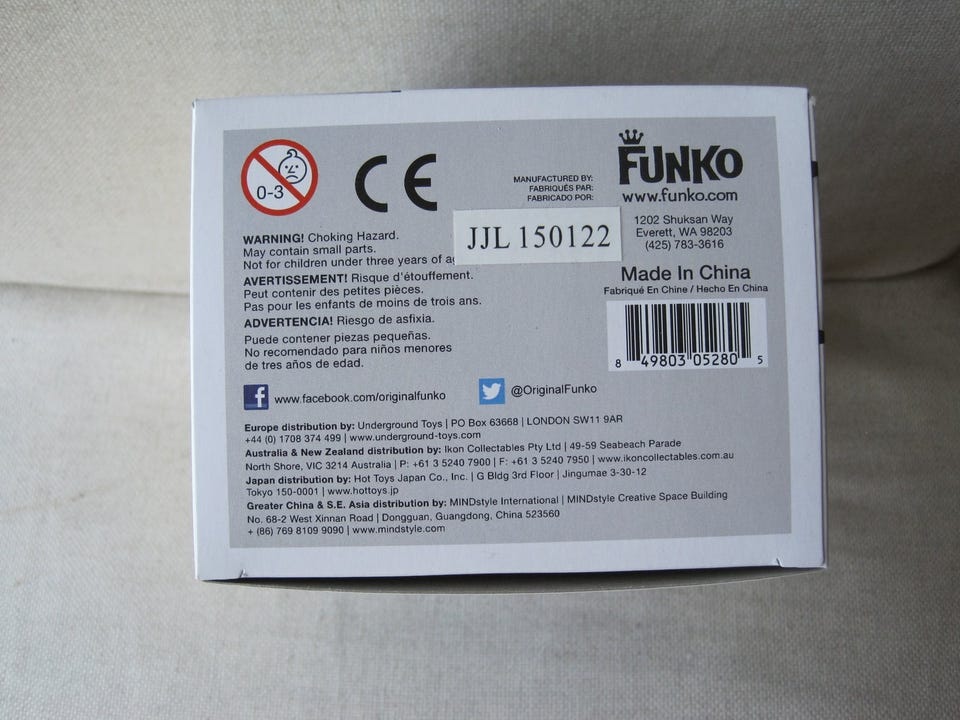 0-3
CE
MANUFACTURED BY:
FABRIQUÉS PAR:
FABRICADO POR:
FUNKO
www.funko.com
1202 Shuksan Way
Everett, WA 98203
(425) 783-3616
JJL 150122
WARNING! Choking Hazard.
May contain small parts.
Not for children under three years of
AVERTISSEMENT! Risque d'étouffement.
Peut contenir des petites pièces.
Pas pour les enfants de moins de trois ans.
ADVERTENCIA! Riesgo de asfixia.
Puede contener piezas pequeñas.
No recomendado para niños menores
de tres años de edad.
Made In China
Fabriqué En Chine / Hecho En China
8 49803 05280 5
www.facebook.com/originalfunko
@OriginalFunko
Europe distribution by: Underground Toys | PO Box 63668 | LONDON SW11 9AR
+44 (0) 1708 374 499 | www.underground-toys.com
Australia & New Zealand distribution by: Ikon Collectables Pty Ltd | 49-59 Seabeach Parade
North Shore, VIC 3214 Australia | P: +61 3 5240 7900 | F: +61 3 5240 7950 | www.ikoncollectables.com.au
Japan distribution by: Hot Toys Japan Co., Inc. | G Bldg 3rd Floor | Jingumae 3-30-12
Tokyo 150-0001 | www.hottoys.jp
Greater China & S.E. Asia distribution by: MINDstyle International | MINDstyle Creative Space Building
No. 68-2 West Xinnan Road | Dongguan, Guangdong, China 523560
+ (86) 769 8109 9090 | www.mindstyle.com